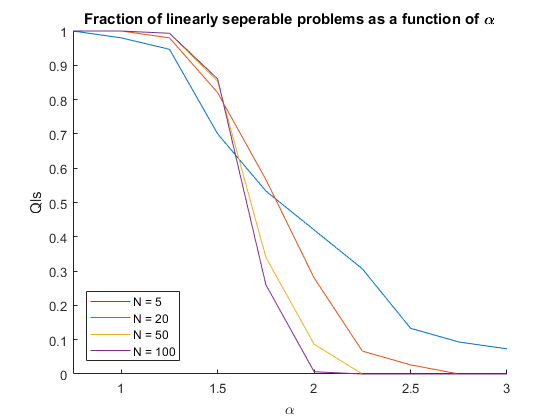 Fraction of linearly seperable problems as a function of α
1
0.9
0.8
0.7
0.6
0.5
0.4
0.3
0.2
0.1
0
Qls
N = 5
N = 20
N = 50
N = 100
1 1.5 2 2.5 3
α